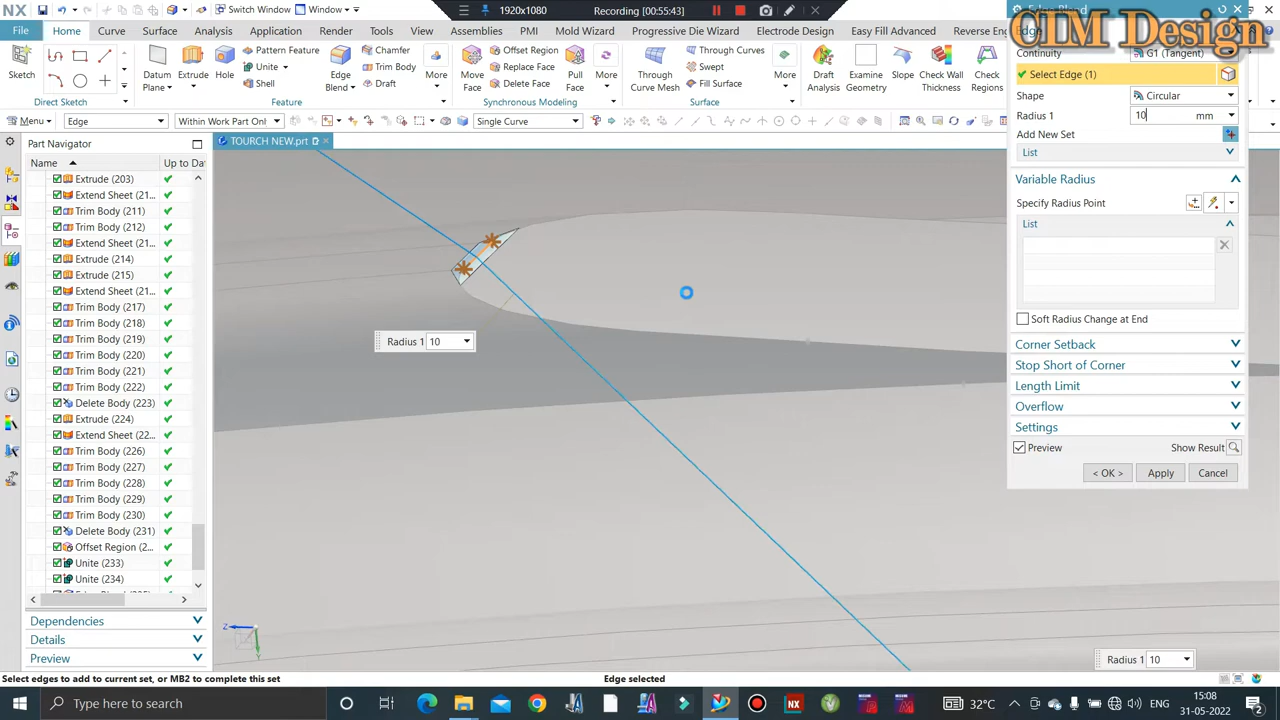 NX
Switch Window
Window
1920x1080
Recording [00:55:43]
Edge Blend
CIM Design
File
Home
Curve
Surface
Analysis
Application
Render
Tools
Assemblies
PMI
Mold Wizard
Progressive Die Wizard
Electrode Design
Easy Fill Advanced
Reverse Eng
Edge
Sketch
Datum Plane
Extrude
Hole
Pattern Feature
Unite
Shell
Edge Blend
Chamfer
Trim Body
Draft
More
Move Face
Offset Region
Replace Face
Delete Face
Pull Face
More
Through Curve Mesh
Through Curves
Swept
Fill Surface
More
Draft Analysis
Examine Geometry
Slope
Check Wall Thickness
Check Regions
Direct Sketch
Feature
Synchronous Modeling
Surface
Menu
Edge
Within Work Part Only
Single Curve
Part Navigator
TOURCH NEW.prt
Name
Up to Da
Extrude (203)
Extend Sheet (21...
Trim Body (211)
Trim Body (212)
Extend Sheet (21...
Extrude (214)
Extrude (215)
Extend Sheet (21...
Trim Body (217)
Trim Body (218)
Trim Body (219)
Trim Body (220)
Trim Body (221)
Trim Body (222)
Delete Body (223)
Extrude (224)
Extend Sheet (22...
Trim Body (226)
Trim Body (227)
Trim Body (228)
Trim Body (229)
Trim Body (230)
Delete Body (231)
Offset Region (2...
Unite (233)
Unite (234)
Dependencies
Details
Preview
Radius 1 10
Z
Y
Radius 1 10
Continuity
G1 (Tangent)
Select Edge (1)
Shape
Circular
Radius 1
10 mm
Add New Set
List
Variable Radius
Specify Radius Point
List
Soft Radius Change at End
Corner Setback
Stop Short of Corner
Length Limit
Overflow
Settings
Preview
Show Result
< OK >
Apply
Cancel
Select edges to add to current set, or MB2 to complete this set
Edge selected
Type here to search
32°C
ENG
15:08
31-05-2022